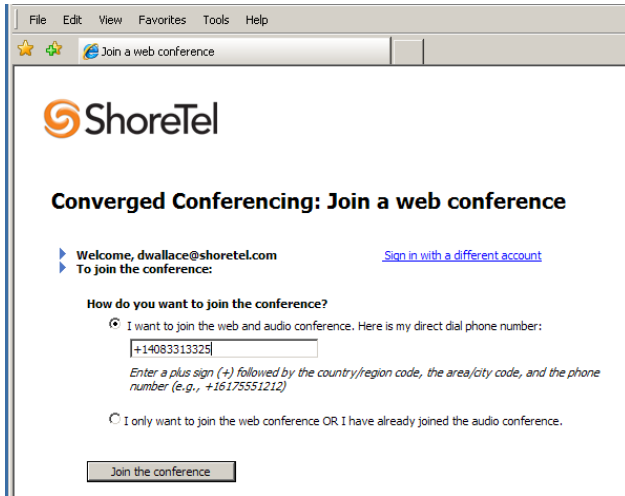 File Edit View Favorites Tools Help
Join a web conference
ShoreTel
Converged Conferencing: Join a web conference
Welcome, dwallace@shoretel.com Sign in with a different account
To join the conference:
How do you want to join the conference?
I want to join the web and audio conference. Here is my direct dial phone number:
+14083313325
Enter a plus sign (+) followed by the country/region code, the area/city code, and the phone
number (e.g., +16175551212)
I only want to join the web conference OR I have already joined the audio conference.
Join the conference